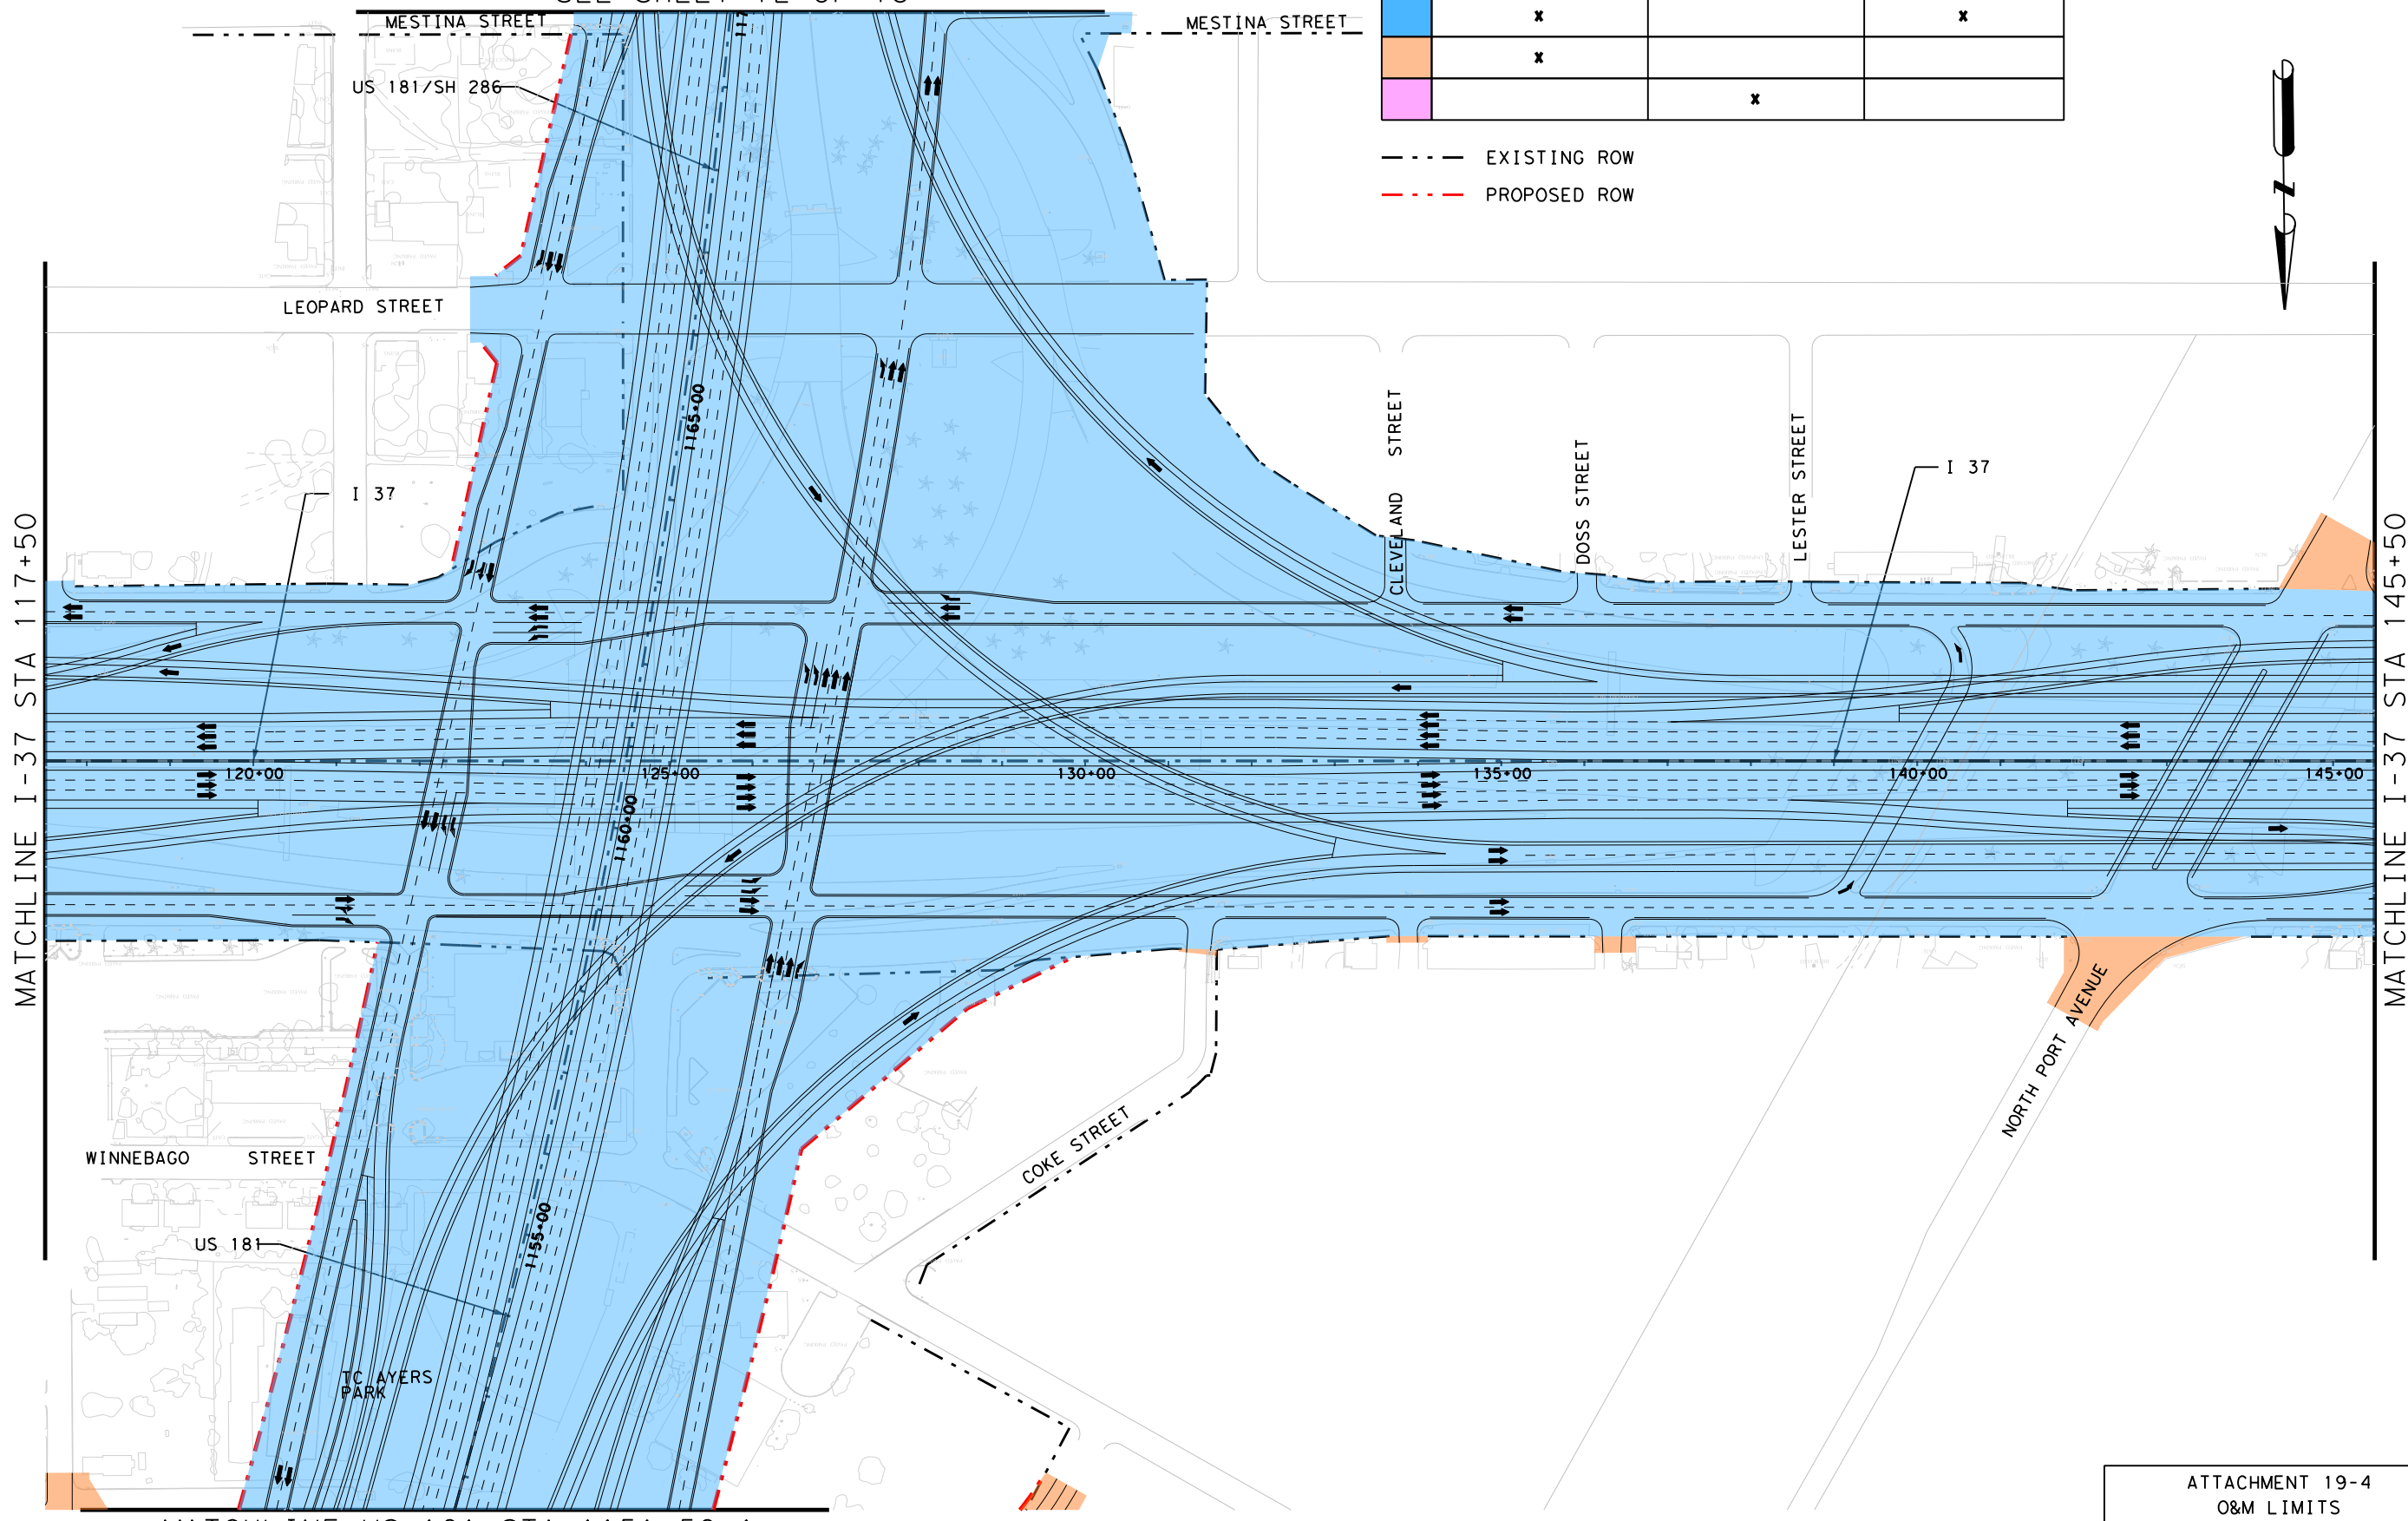 MESTINA STREET
MESTINA STREET
x
x
US 181/SH 286
x
x
EXISTING ROW
PROPOSED ROW
N
LEOPARD STREET
1165+00
CLEVELAND STREET
DOSS STREET
LESTER STREET
I 37
I 37
MATCHLINE I-37 STA 117+50
MATCHLINE I-37 STA 145+50
120+00
125+00
130+00
135+00
140+00
145+00
1160+00
NORTH PORT AVENUE
COKE STREET
WINNEBAGO STREET
US 181
1155+00
TC AYERS
PARK
ATTACHMENT 19-4
O&M LIMITS